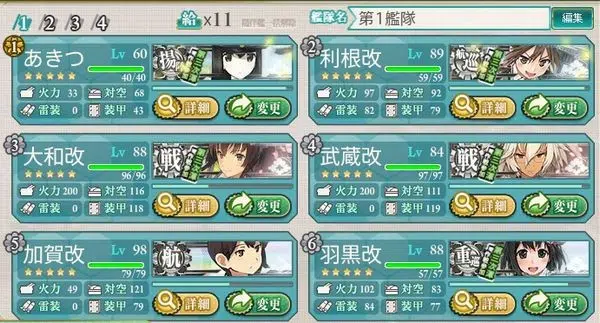 1 2 3 4
給 x11
艦隊名
第1艦隊
編集
1 あきつ Lv 60
揚
40/40
火力 33 対空 68
雷装 0 装甲 43
詳細 変更
2 利根改 Lv 89
航巡
59/59
火力 97 対空 92
雷装 82 装甲 79
詳細 変更
3 大和改 Lv 88
戦
96/96
火力 200 対空 116
雷装 0 装甲 118
詳細 変更
4 武蔵改 Lv 84
戦
97/97
火力 200 対空 111
雷装 0 装甲 119
詳細 変更
5 加賀改 Lv 98
航
79/79
火力 49 対空 121
雷装 0 装甲 79
詳細 変更
6 羽黒改 Lv 88
重
57/57
火力 102 対空 83
雷装 84 装甲 77
詳細 変更